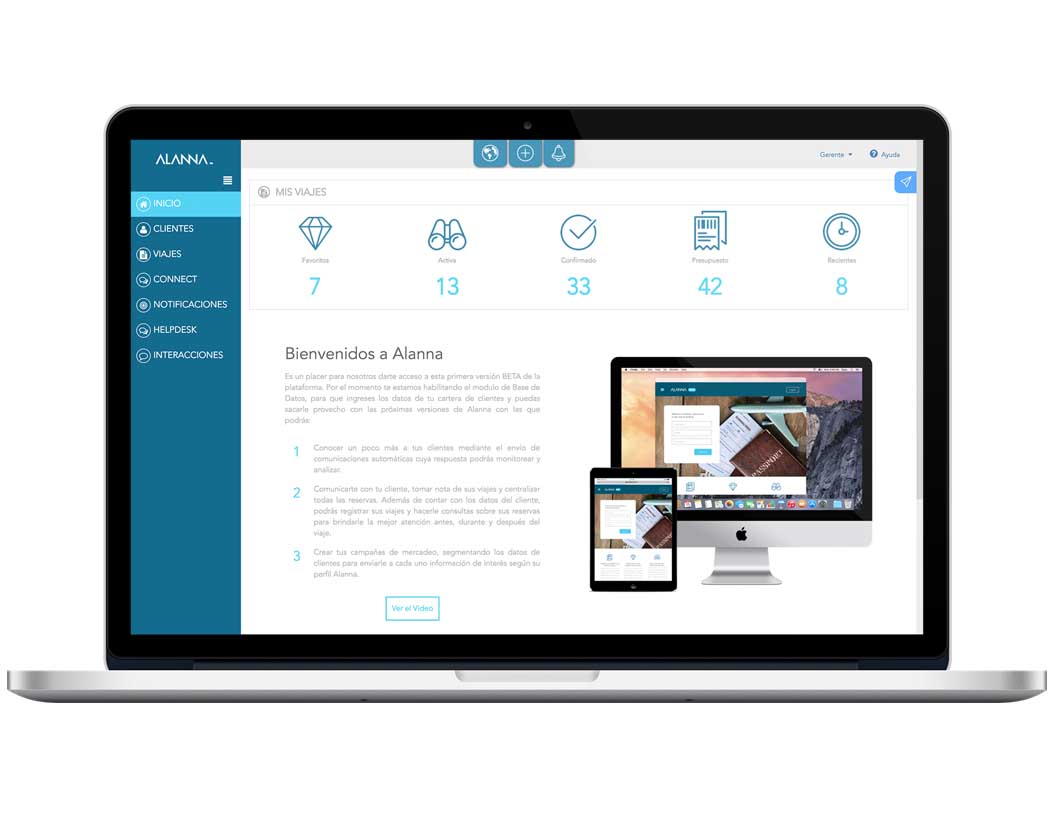 ALANNA
Gerente
Ayuda
INICIO
CLIENTES
VIAJES
CONNECT
NOTIFICACIONES
HELPDESK
INTERACCIONES
MIS VIAJES
Favoritos
Activa
Confirmado
Presupuesto
Recientes
7
13
33
42
8
Bienvenidos a Alanna
Es un placer para nosotros darte acceso a esta primera versión BETA de la
plataforma. Por el momento te estamos habilitando el modulo de Base de
Datos, para que ingreses los datos de tu cartera de clientes y puedas
sacarle provecho con las próximas versiones de Alanna con las que
podrás:
1
Conocer un poco más a tus clientes mediante el envío de
comunicaciones automáticas cuya respuesta podrás monitorear y
analizar.
2
Comunicarte con tu cliente, tomar nota de sus viajes y centralizar
todas las reservas. Además de contar con los datos del cliente,
podrás registrar sus viajes y hacerle consultas sobre sus reservas
para brindarle la mejor atención antes, durante y después del
viaje.
3
Crear tus campañas de mercadeo, segmentando los datos de
clientes para enviarle a cada uno información de interés según su
perfil Alanna.
Ver el Video
ALANNA
PASSPORT
ALANNA